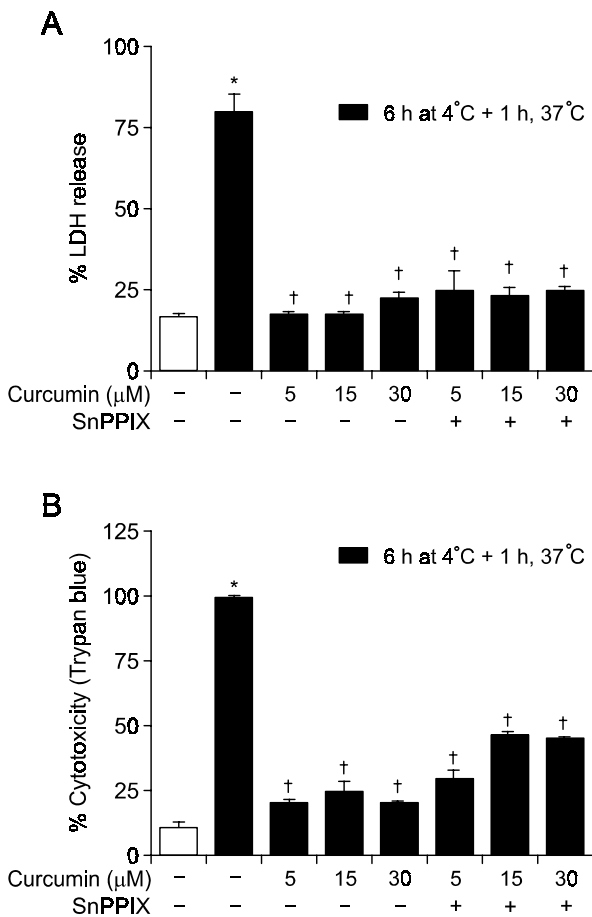 A
100
*
6 h at 4°C + 1 h, 37°C
75
% LDH release
50
† † † † † †
25
0
Curcumin (μM) – – 5 15 30 5 15 30
SnPPIX – – – – – + + +
B
125
6 h at 4°C + 1 h, 37°C
*
100
% Cytotoxicity (Trypan blue)
75
50
† † † † † †
25
0
Curcumin (μM) – – 5 15 30 5 15 30
SnPPIX – – – – – + + +